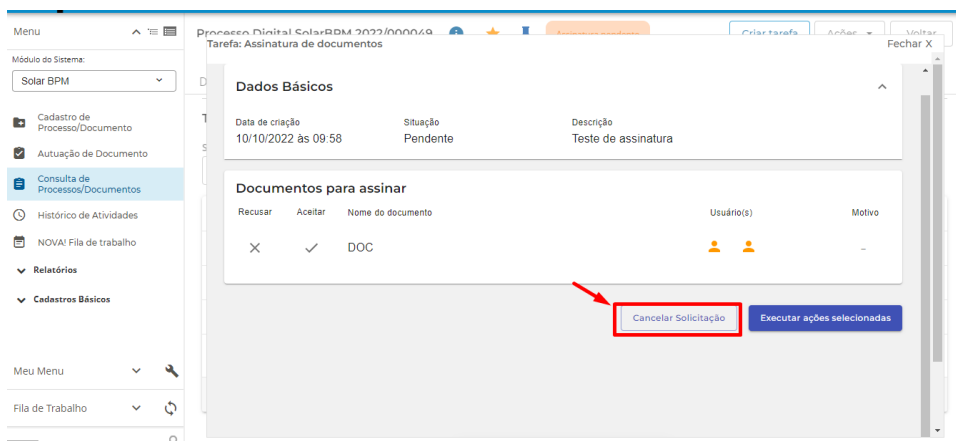 Menu
Módulo do Sistema:
Solar BPM
Cadastro de
Processo/Documento
Autuação de Documento
Consulta de
Processos/Documentos
Histórico de Atividades
NOVA! Fila de trabalho
Relatórios
Cadastros Básicos
Meu Menu
Fila de Trabalho
Processo Digital SolarBPM 2022/000049
Assinatura pendente
Criar tarefa
Ações
Voltar
Tarefa: Assinatura de documentos
Fechar X
Dados Básicos
Data de criação Situação Descrição
10/10/2022 às 09:58 Pendente Teste de assinatura
Documentos para assinar
Recusar Aceitar Nome do documento Usuário(s) Motivo
DOC –
Cancelar Solicitação Executar ações selecionadas